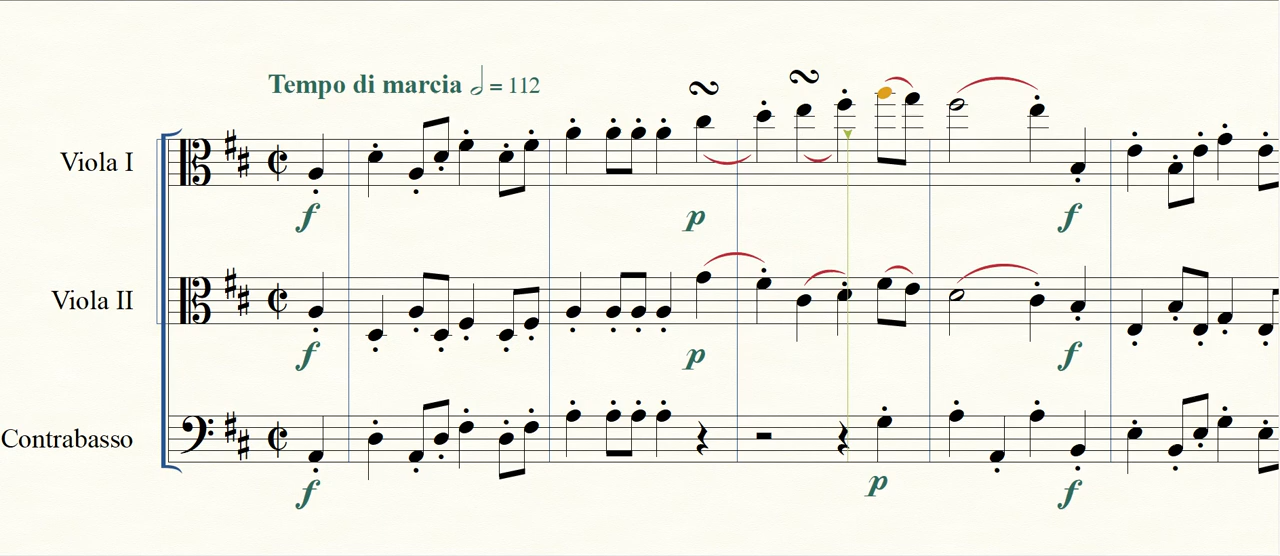 Tempo di marcia 𝅗𝅥 = 112
Viola I
f p f
Viola II
f p f
Contrabasso
f p f